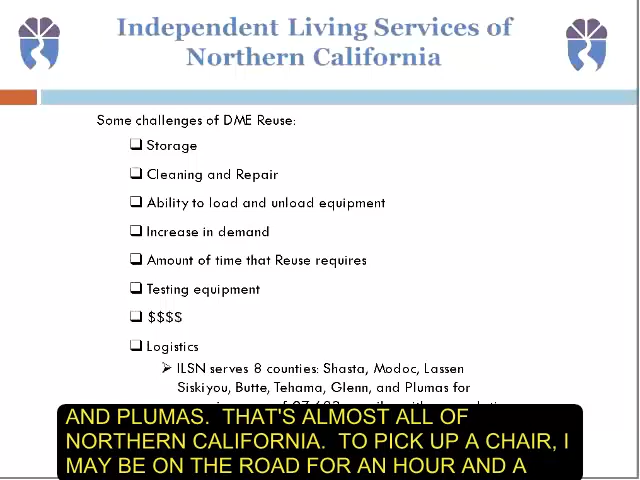 Independent Living Services of
Northern California
Some challenges of DME Reuse:
Storage
Cleaning and Repair
Ability to load and unload equipment
Increase in demand
Amount of time that Reuse requires
Testing equipment
$$$$
Logistics
ILSN serves 8 counties: Shasta, Modoc, Lassen
Siskiyou, Butte, Tehama, Glenn, and Plumas for
AND PLUMAS. THAT'S ALMOST ALL OF
NORTHERN CALIFORNIA. TO PICK UP A CHAIR, I
MAY BE ON THE ROAD FOR AN HOUR AND A